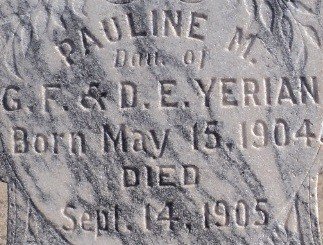 PAULINE M.
Dau. of
G. F. & D. E. YERIAN
Born May 15, 1904
DIED
Sept. 14, 1905